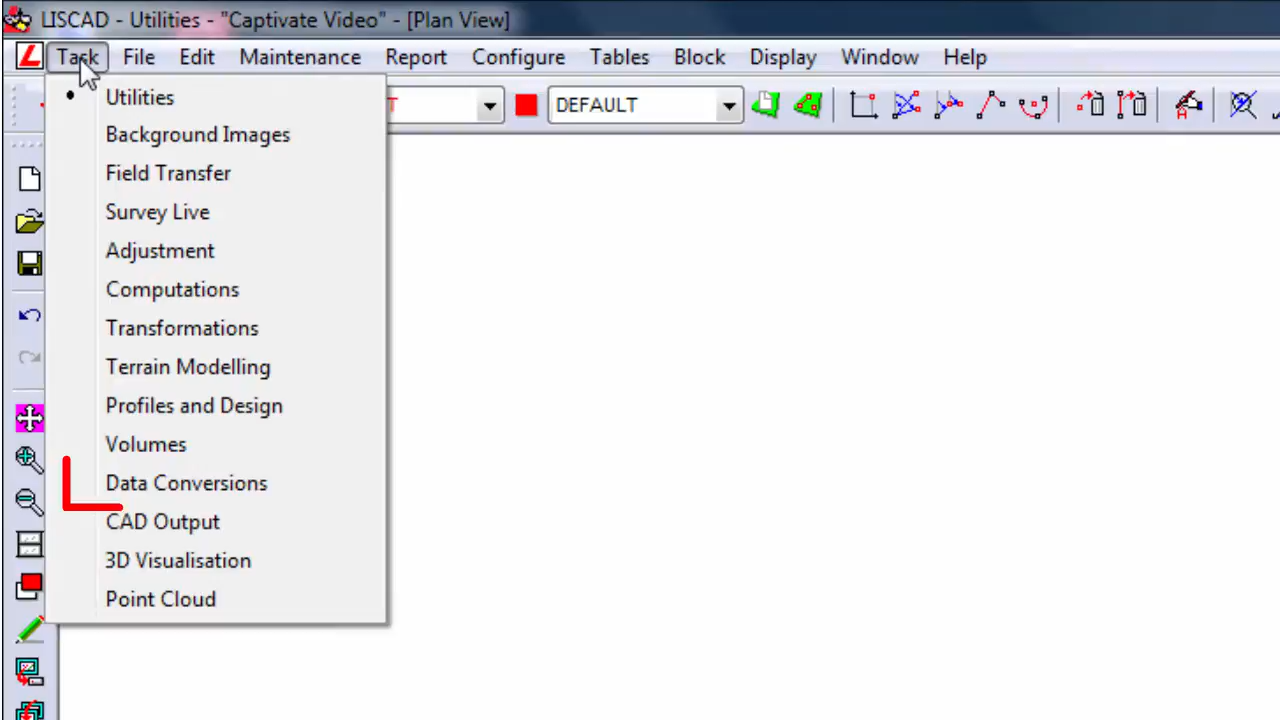 LISCAD - Utilities - "Captivate Video" - [Plan View]
Task File Edit Maintenance Report Configure Tables Block Display Window Help
T DEFAULT
Utilities
Background Images
Field Transfer
Survey Live
Adjustment
Computations
Transformations
Terrain Modelling
Profiles and Design
Volumes
Data Conversions
CAD Output
3D Visualisation
Point Cloud